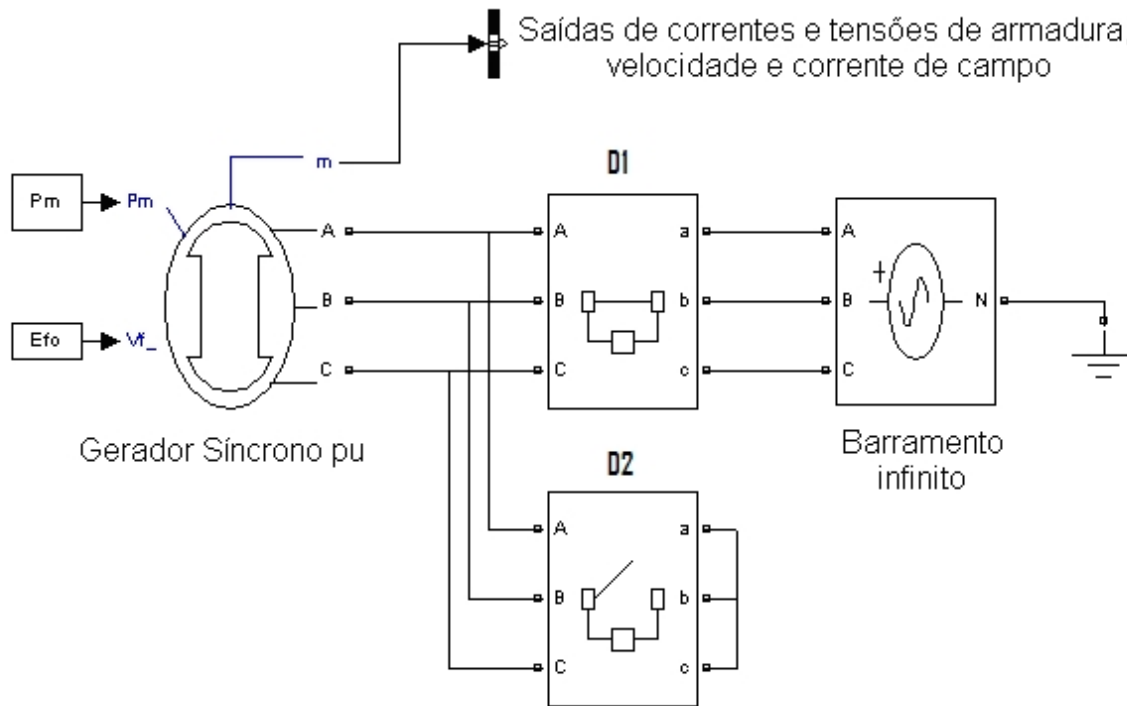 Saídas de correntes e tensões de armadura,
velocidade e corrente de campo
m
D1
Pm
Pm
A
A
a
A
B
B
b
+
B
N
Efo
Vf_
C
C
c
C
Gerador Síncrono pu
Barramento
infinito
D2
A
a
B
b
C
c